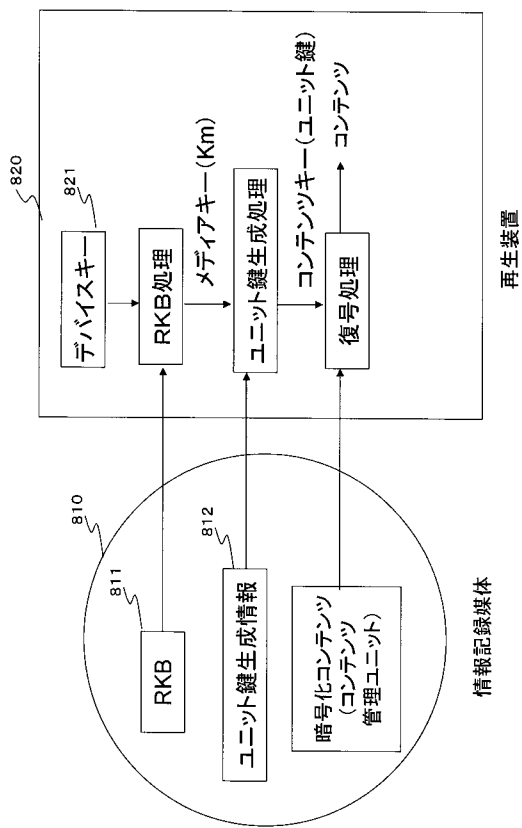 820
821
デバイスキー
RKB処理
メディアキー(Km)
ユニット鍵生成処理
コンテンツキー(ユニット鍵)
復号処理
コンテンツ
再生装置
810
811
RKB
812
ユニット鍵生成情報
暗号化コンテンツ
(コンテンツ
管理ユニット)
情報記録媒体